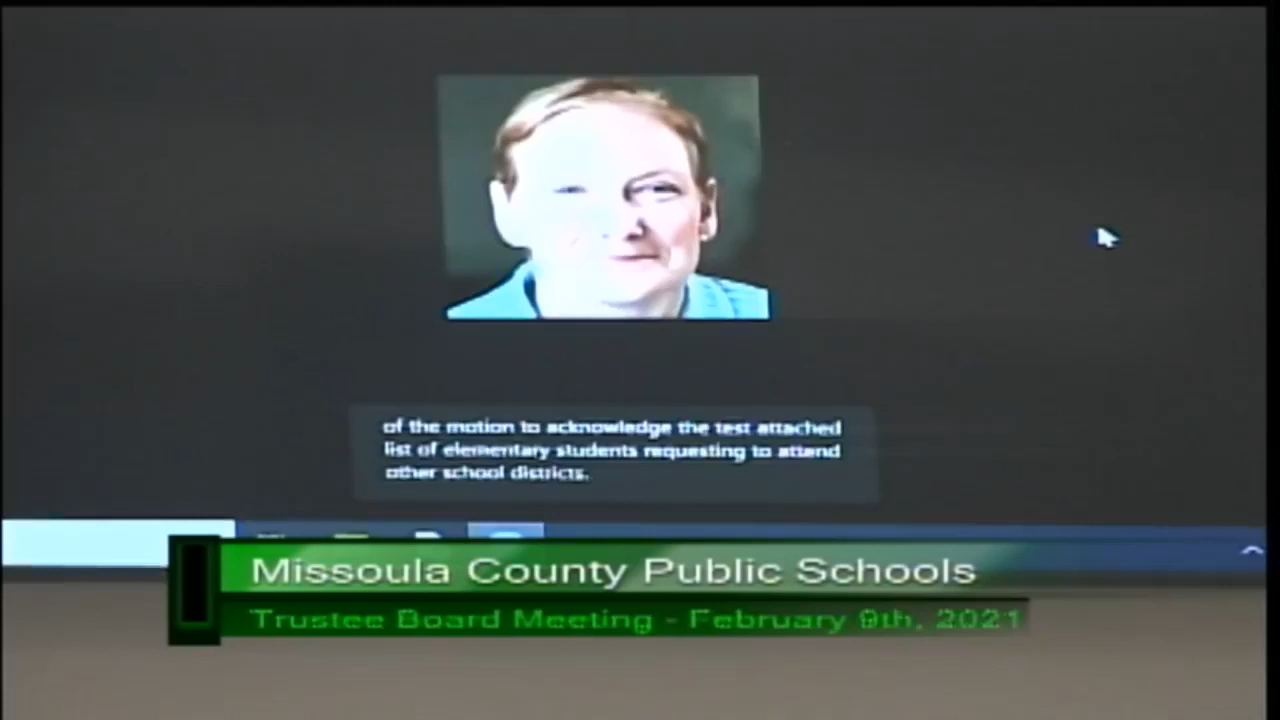 of the motion to acknowledge the test attached
list of elementary students requesting to attend
other school districts.
Missoula County Public Schools
Trustee Board Meeting - February 9th, 2021